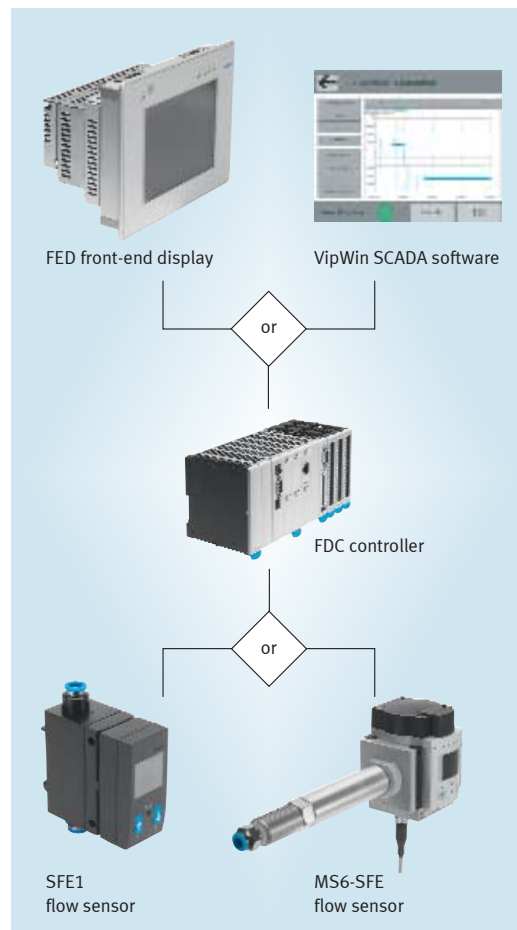 FED front-end display
VipWin SCADA software
or
FDC controller
or
SFE1
flow sensor
MS6-SFE
flow sensor